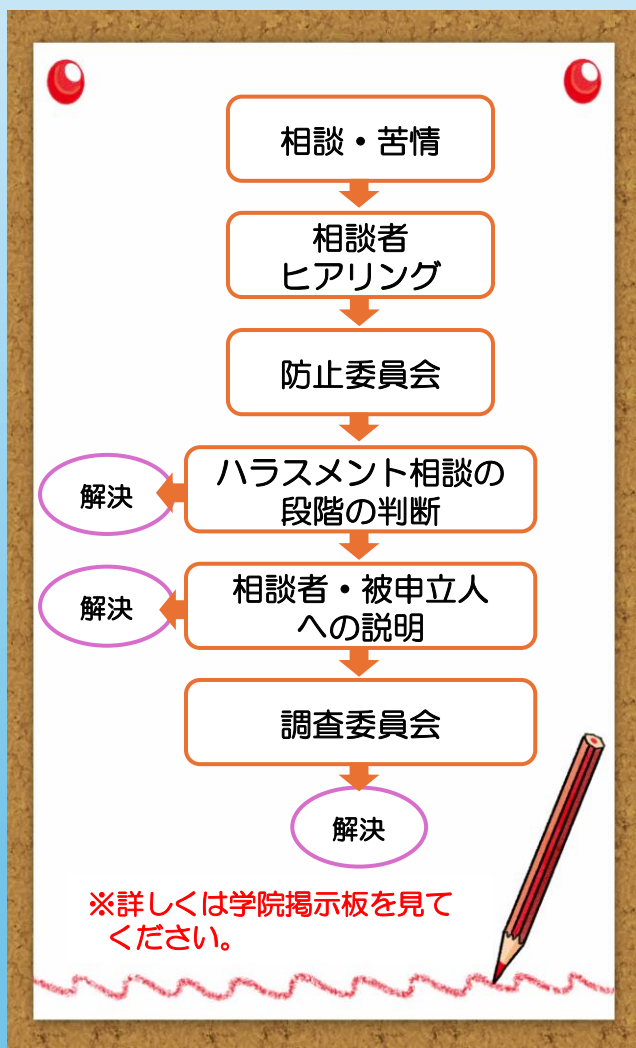 相談・苦情
相談者
ヒアリング
防止委員会
ハラスメント相談の
段階の判断
解決
相談者・被申立人
への説明
解決
調査委員会
解決
※詳しくは学院掲示板を見て
ください。